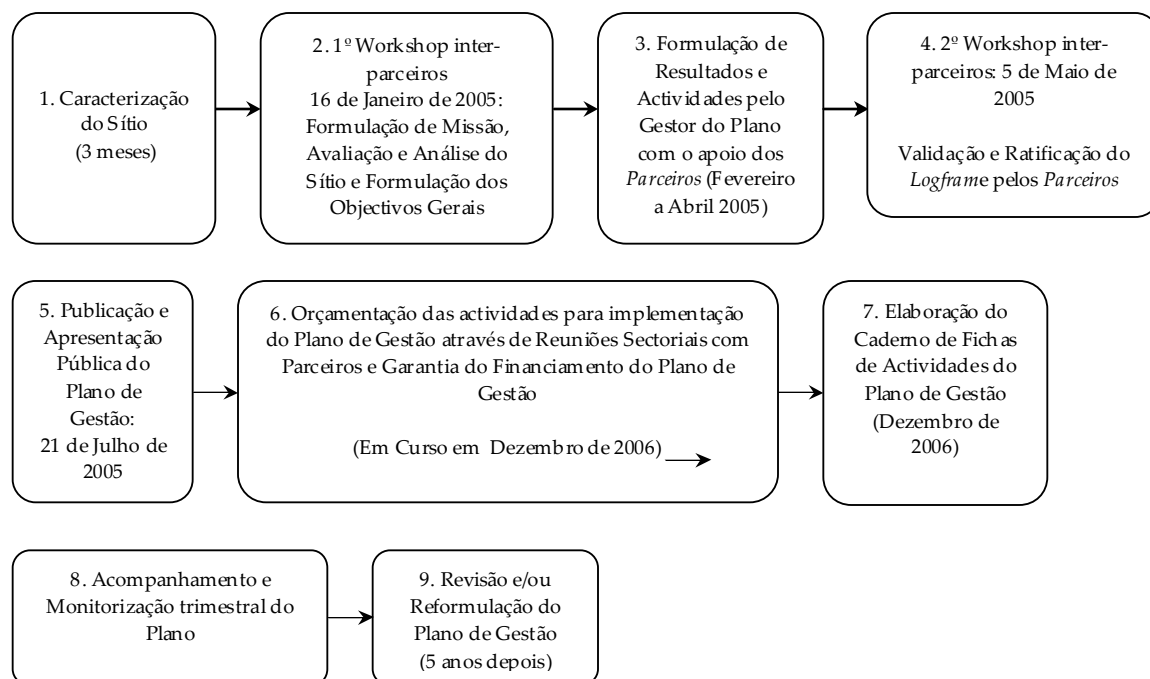 1. Caracterização
do Sítio
(3 meses)
2. 1º Workshop inter-
parceiros
16 de Janeiro de 2005:
Formulação de Missão,
Avaliação e Análise do
Sítio e Formulação dos
Objectivos Gerais
3. Formulação de
Resultados e
Actividades pelo
Gestor do Plano
com o apoio dos
Parceiros (Fevereiro
a Abril 2005)
4. 2º Workshop inter-
parceiros: 5 de Maio de
2005
Validação e Ratificação do
Logframe pelos Parceiros
5. Publicação e
Apresentação
Pública do
Plano de
Gestão:
21 de Julho de
2005
6. Orçamentação das actividades para implementação
do Plano de Gestão através de Reuniões Sectoriais com
Parceiros e Garantia do Financiamento do Plano de
Gestão
(Em Curso em Dezembro de 2006)
7. Elaboração do
Caderno de Fichas
de Actividades do
Plano de Gestão
(Dezembro de
2006)
8. Acompanhamento e
Monitorização trimestral do
Plano
9. Revisão e/ou
Reformulação do
Plano de Gestão
(5 anos depois)